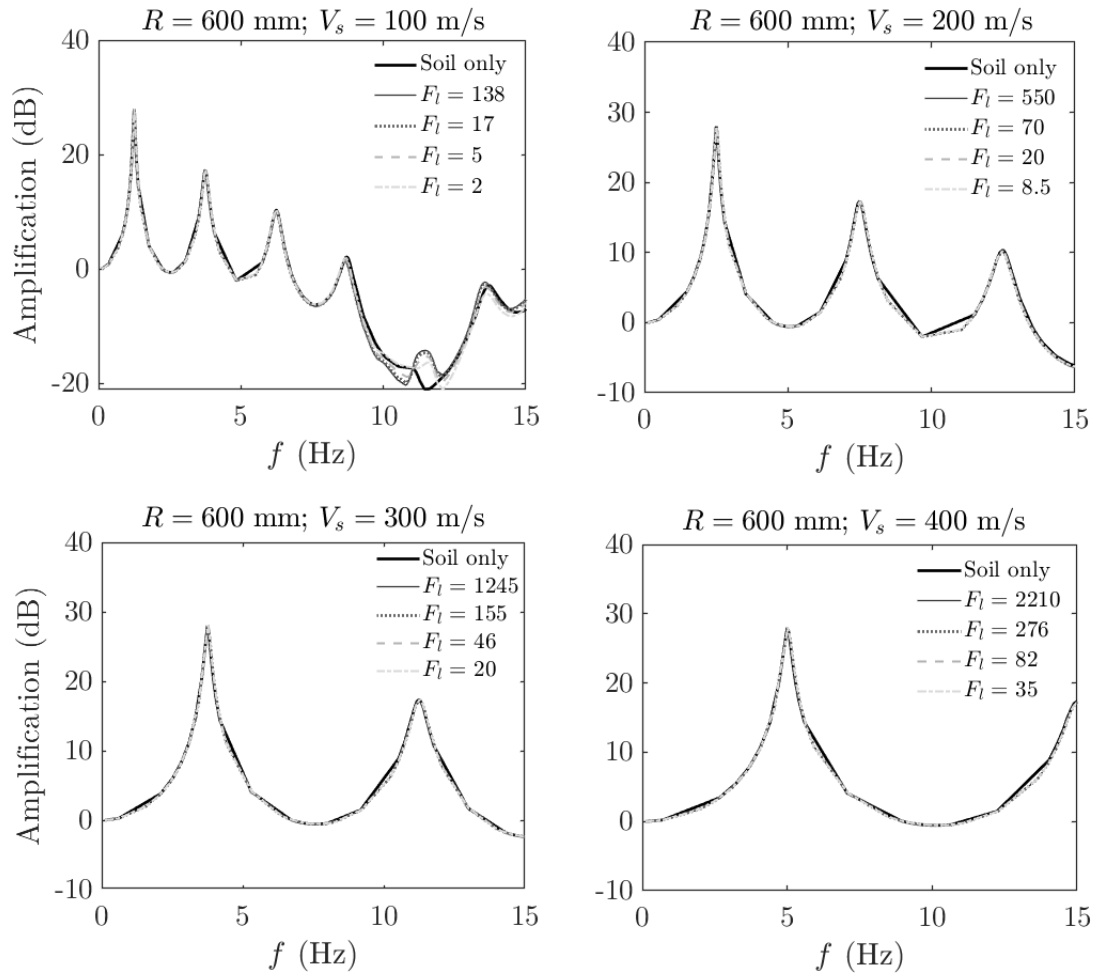 R = 600 mm; V_s = 100 m/s
40
20
0
-20
Amplification (dB)
Soil only
F_l = 138
F_l = 17
F_l = 5
F_l = 2
0 5 10 15
f (Hz)
R = 600 mm; V_s = 200 m/s
40
30
20
10
0
-10
Soil only
F_l = 550
F_l = 70
F_l = 20
F_l = 8.5
0 5 10 15
f (Hz)
R = 600 mm; V_s = 300 m/s
40
30
20
10
0
-10
Amplification (dB)
Soil only
F_l = 1245
F_l = 155
F_l = 46
F_l = 20
0 5 10 15
f (Hz)
R = 600 mm; V_s = 400 m/s
40
30
20
10
0
-10
Soil only
F_l = 2210
F_l = 276
F_l = 82
F_l = 35
0 5 10 15
f (Hz)